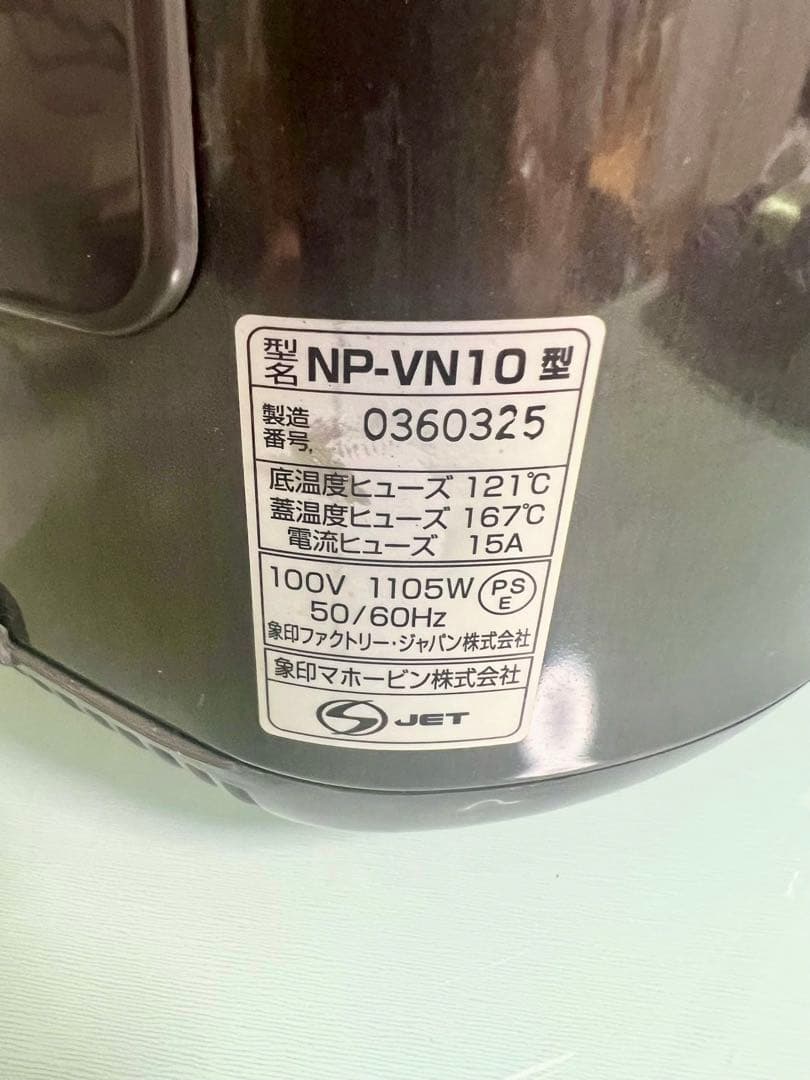 型名 NP-VN10 型
製造番号. 0360325
底温度ヒューズ 121℃
蓋温度ヒューズ 167℃
電流ヒューズ 15A
100V 1105W PSE
50/60Hz
象印ファクトリー・ジャパン株式会社
象印マホービン株式会社
S JET